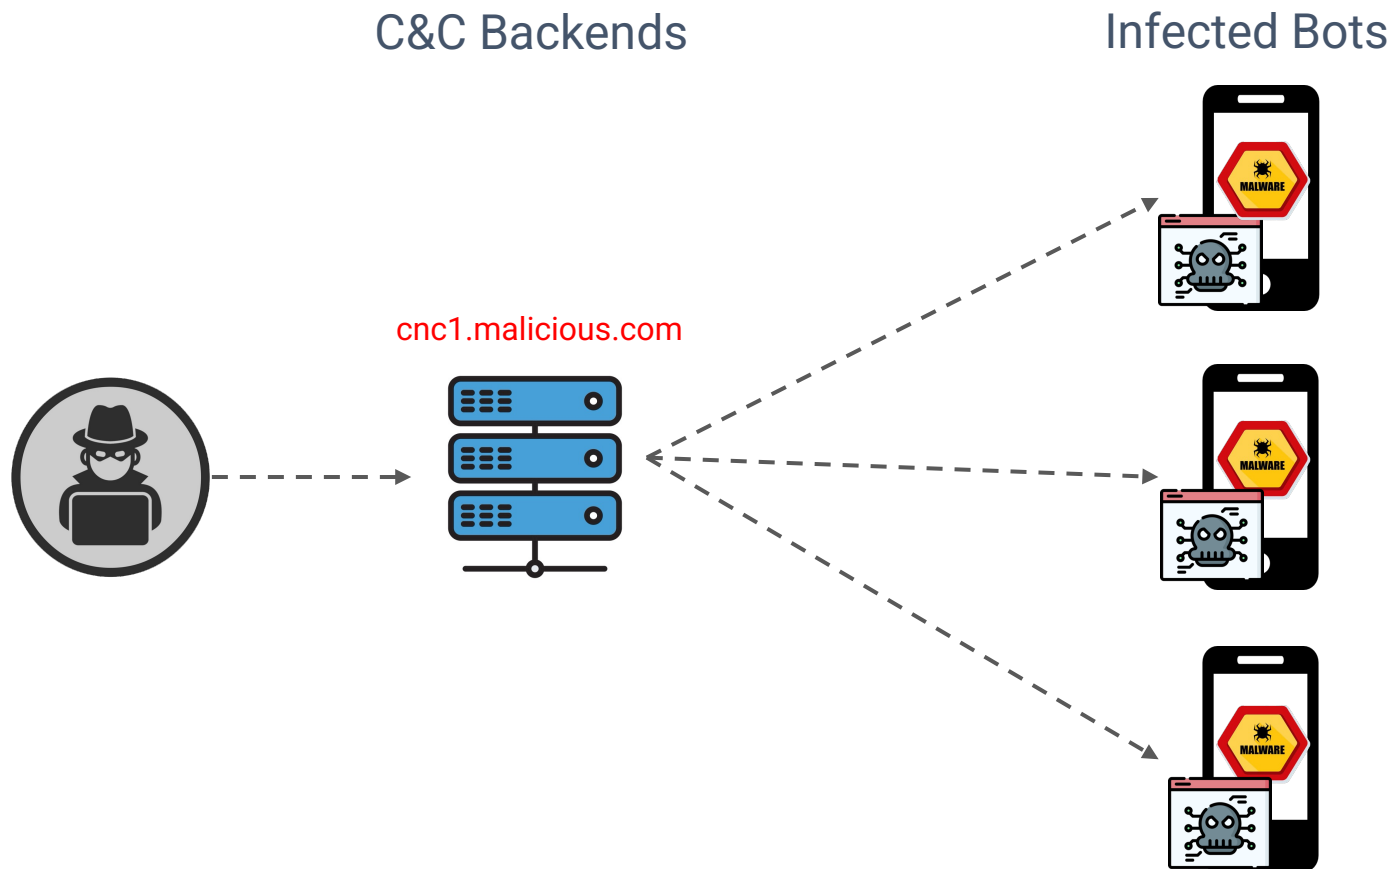 C&C Backends
Infected Bots
MALWARE
cnc1.malicious.com
MALWARE
MALWARE